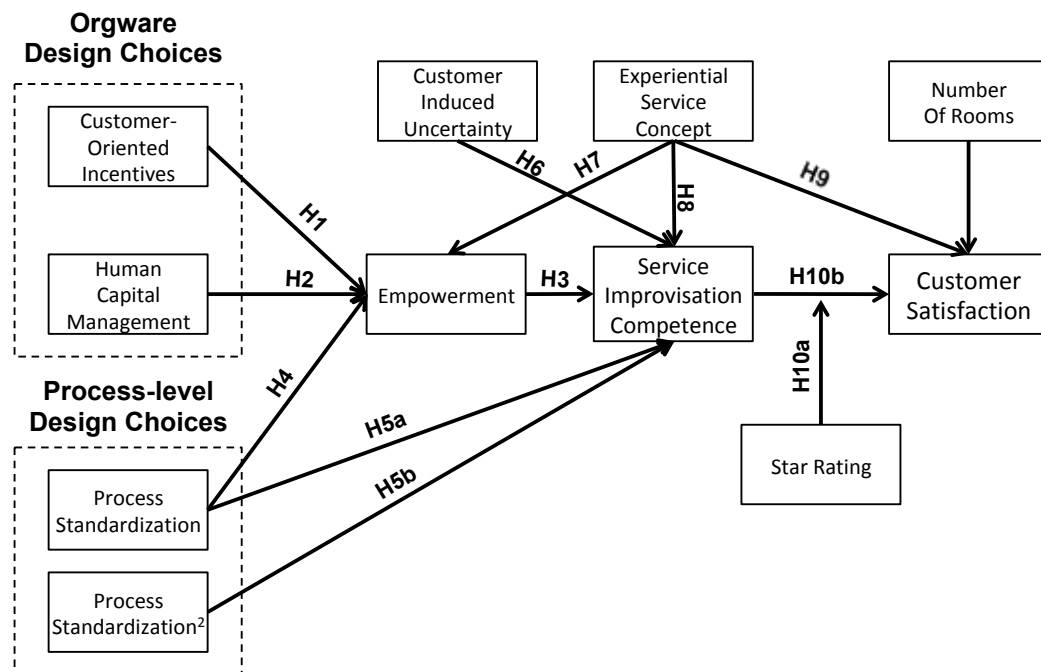 Orgware
Design Choices
Customer-
Oriented
Incentives
Human
Capital
Management
Process-level
Design Choices
Process
Standardization
Process
Standardization²
Customer
Induced
Uncertainty
Experiential
Service
Concept
Number
Of Rooms
H1
H2
H4
H5a
H5b
H6
H7
H8
H9
Empowerment
H3
Service
Improvisation
Competence
H10b
Customer
Satisfaction
H10a
Star Rating